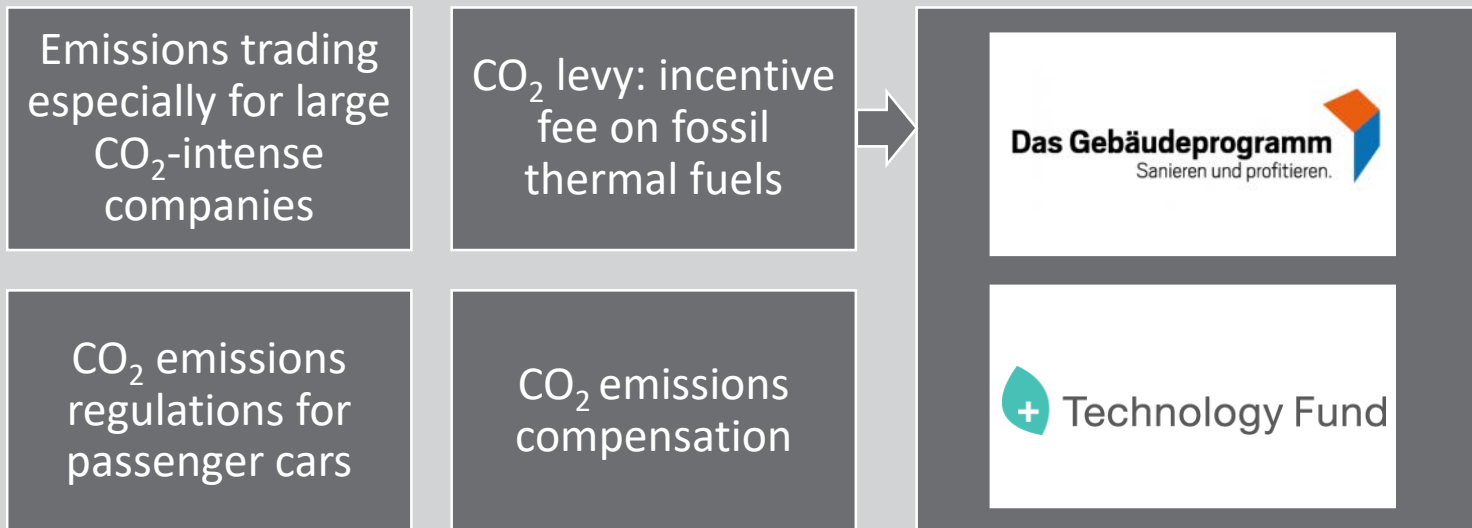 Emissions trading
especially for large
CO₂-intense
companies
CO₂ levy: incentive
fee on fossil
thermal fuels
Das Gebäudeprogramm
Sanieren und profitieren.
CO₂ emissions
regulations for
passenger cars
CO₂ emissions
compensation
Technology Fund